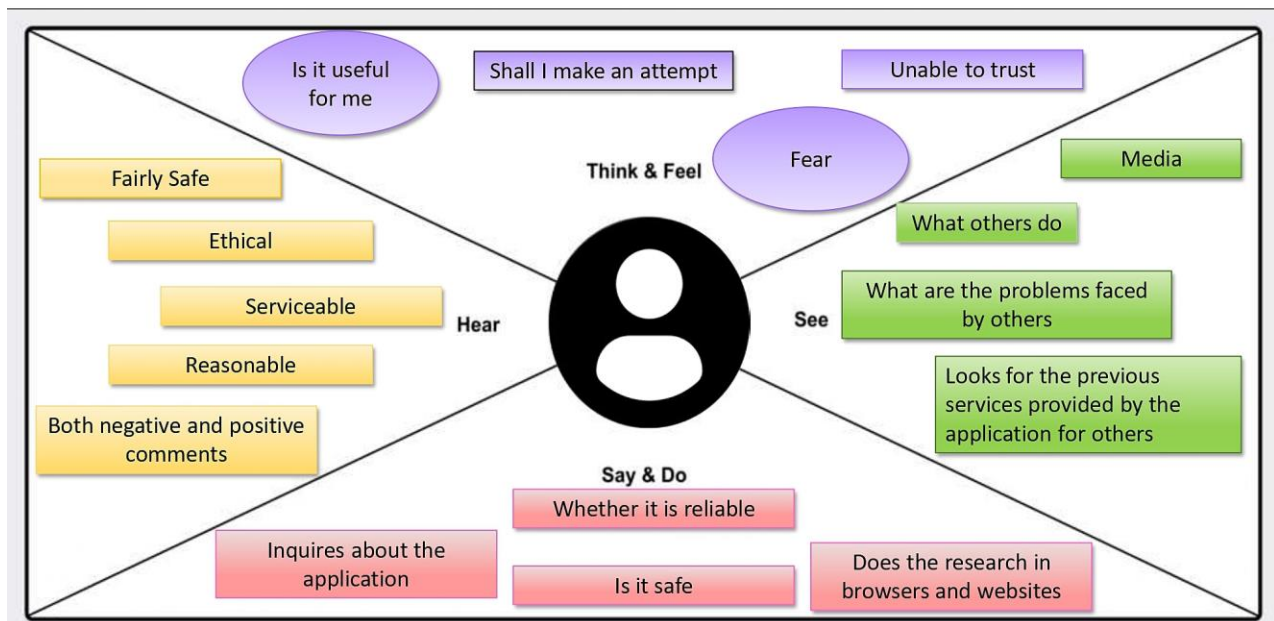 Is it useful
for me
Shall I make an attempt
Unable to trust
Fear
Think & Feel
Media
What others do
What are the problems faced
by others
Looks for the previous
services provided by the
application for others
See
Fairly Safe
Ethical
Serviceable
Reasonable
Both negative and positive
comments
Hear
Say & Do
Whether it is reliable
Inquires about the
application
Is it safe
Does the research in
browsers and websites